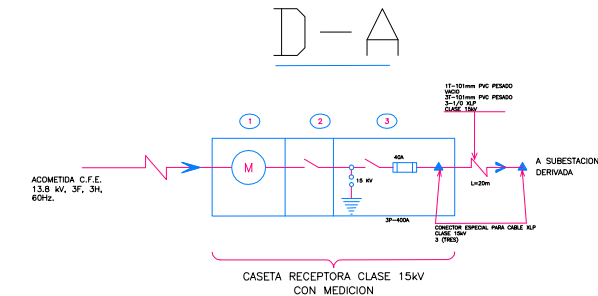 D-A
1T-101mm PVC PESADO
VACIO
3T-101mm PVC PESADO
3-1/0 XLP
CLASE 15kV
1
2
3
40A
M
15 KV
A SUBESTACION
DERIVADA
L=20m
ACOMETIDA C.F.E.
13.8 kV, 3F, 3H,
60Hz.
3P-400A
CONECTOR ESPECIAL PARA CABLE XLP
CLASE 15kV
3 (TRES)
CASETA RECEPTORA CLASE 15kV
CON MEDICION